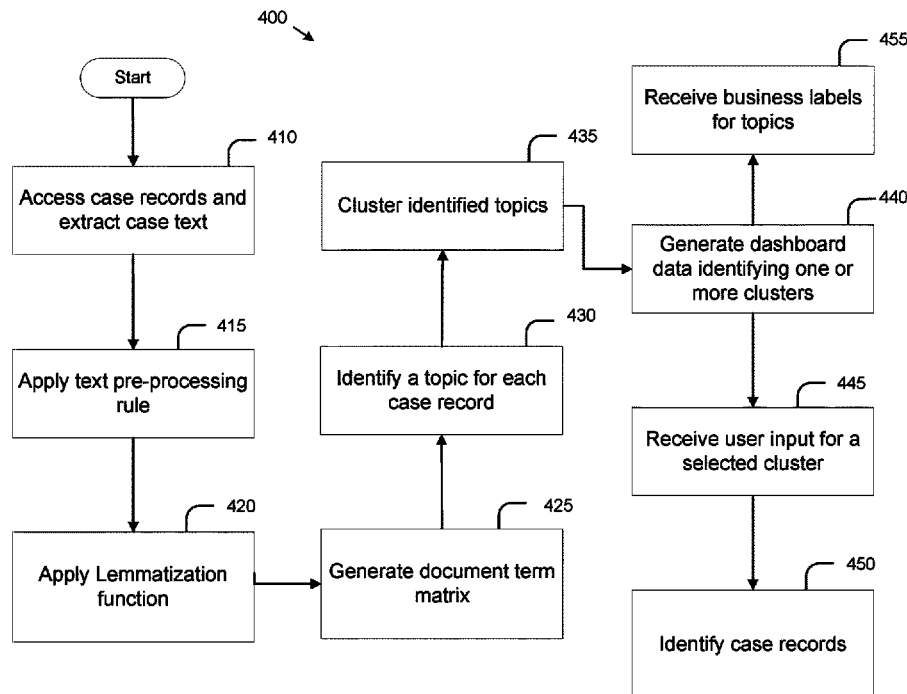 400
Start
410
Access case records and
extract case text
415
Apply text pre-processing
rule
420
Apply Lemmatization
function
425
Generate document term
matrix
430
Identify a topic for each
case record
435
Cluster identified topics
440
Generate dashboard
data identifying one or
more clusters
455
Receive business labels
for topics
445
Receive user input for a
selected cluster
450
Identify case records